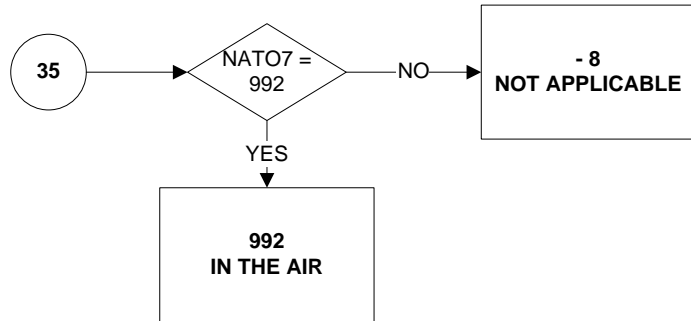 35
NATO7 =
992
NO
- 8
NOT APPLICABLE
YES
992
IN THE AIR